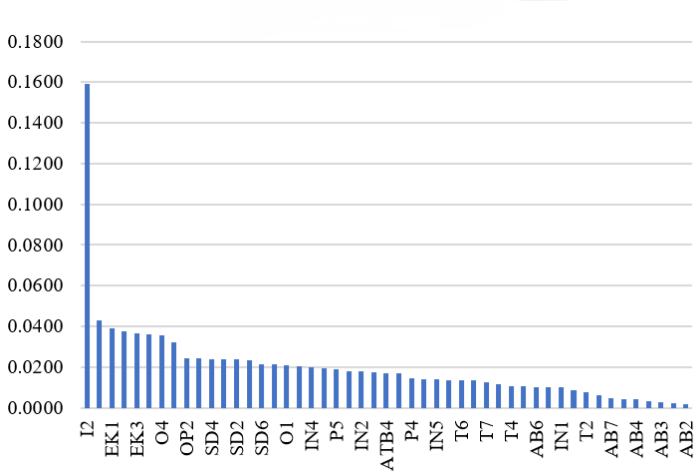 0.1800
0.1600
0.1400
0.1200
0.1000
0.0800
0.0600
0.0400
0.0200
0.0000
I2
EK1
EK3
O4
OP2
SD4
SD2
SD6
O1
IN4
P5
IN2
ATB4
P4
IN5
T6
T7
T4
AB6
IN1
T2
AB7
AB4
AB3
AB2